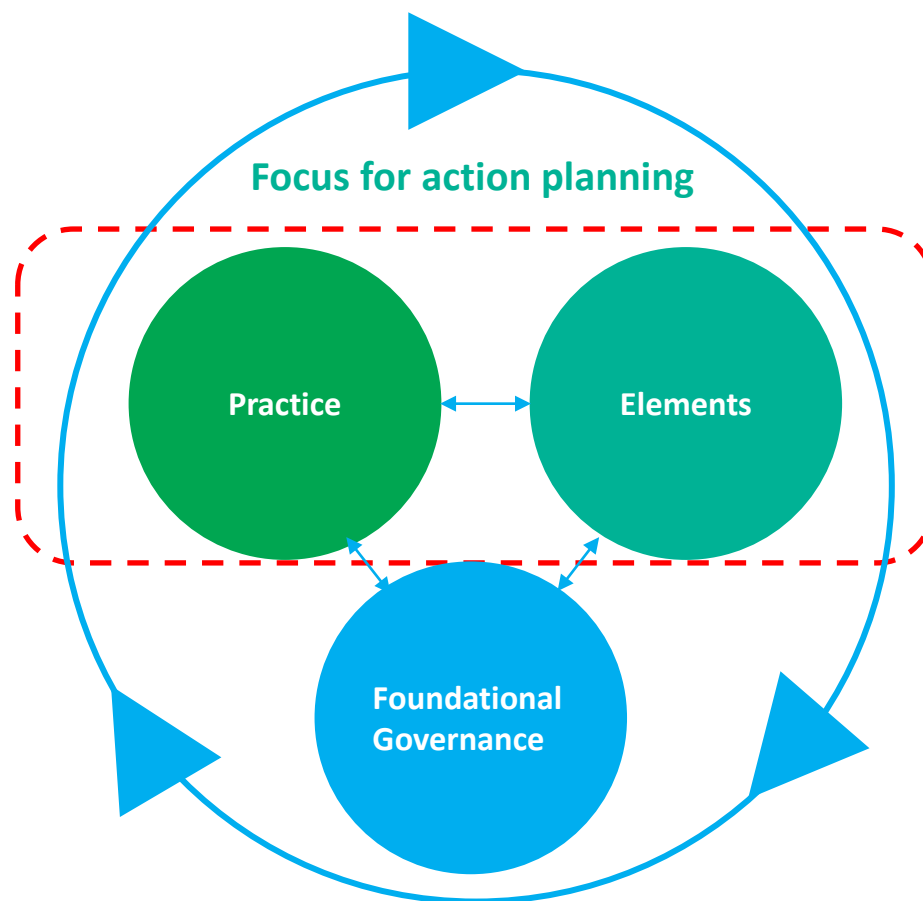 Focus for action planning
Practice
Elements
Foundational
Governance